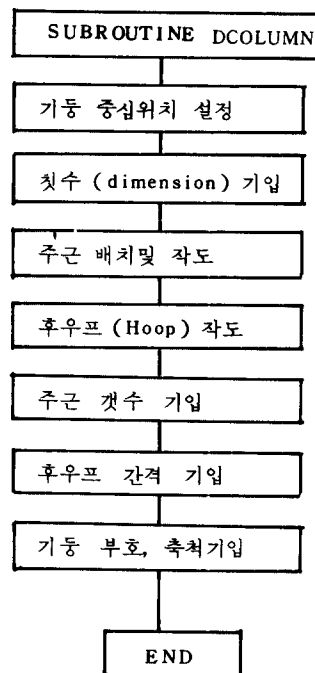 SUBROUTINE DCOLUMN
기둥 중심위치 설정
칫수 (dimension) 기입
주근 배치및 작도
후우프 (Hoop) 작도
주근 갯수 기입
후우프 간격 기입
기둥 부호, 축척기입
END